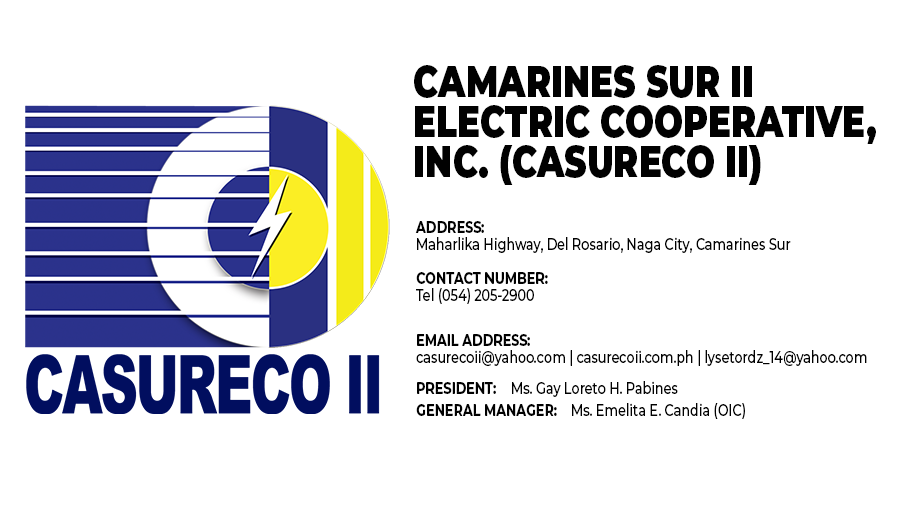 CAMARINES SUR II
ELECTRIC COOPERATIVE,
INC. (CASURECO II)
ADDRESS:
Maharlika Highway, Del Rosario, Naga City, Camarines Sur
CONTACT NUMBER:
Tel (054) 205-2900
EMAIL ADDRESS:
casurecoii@yahoo.com | casurecoii.com.ph | lysetordz_14@yahoo.com
PRESIDENT: Ms. Gay Loreto H. Pabines
GENERAL MANAGER: Ms. Emelita E. Candia (OIC)
CASURECO II